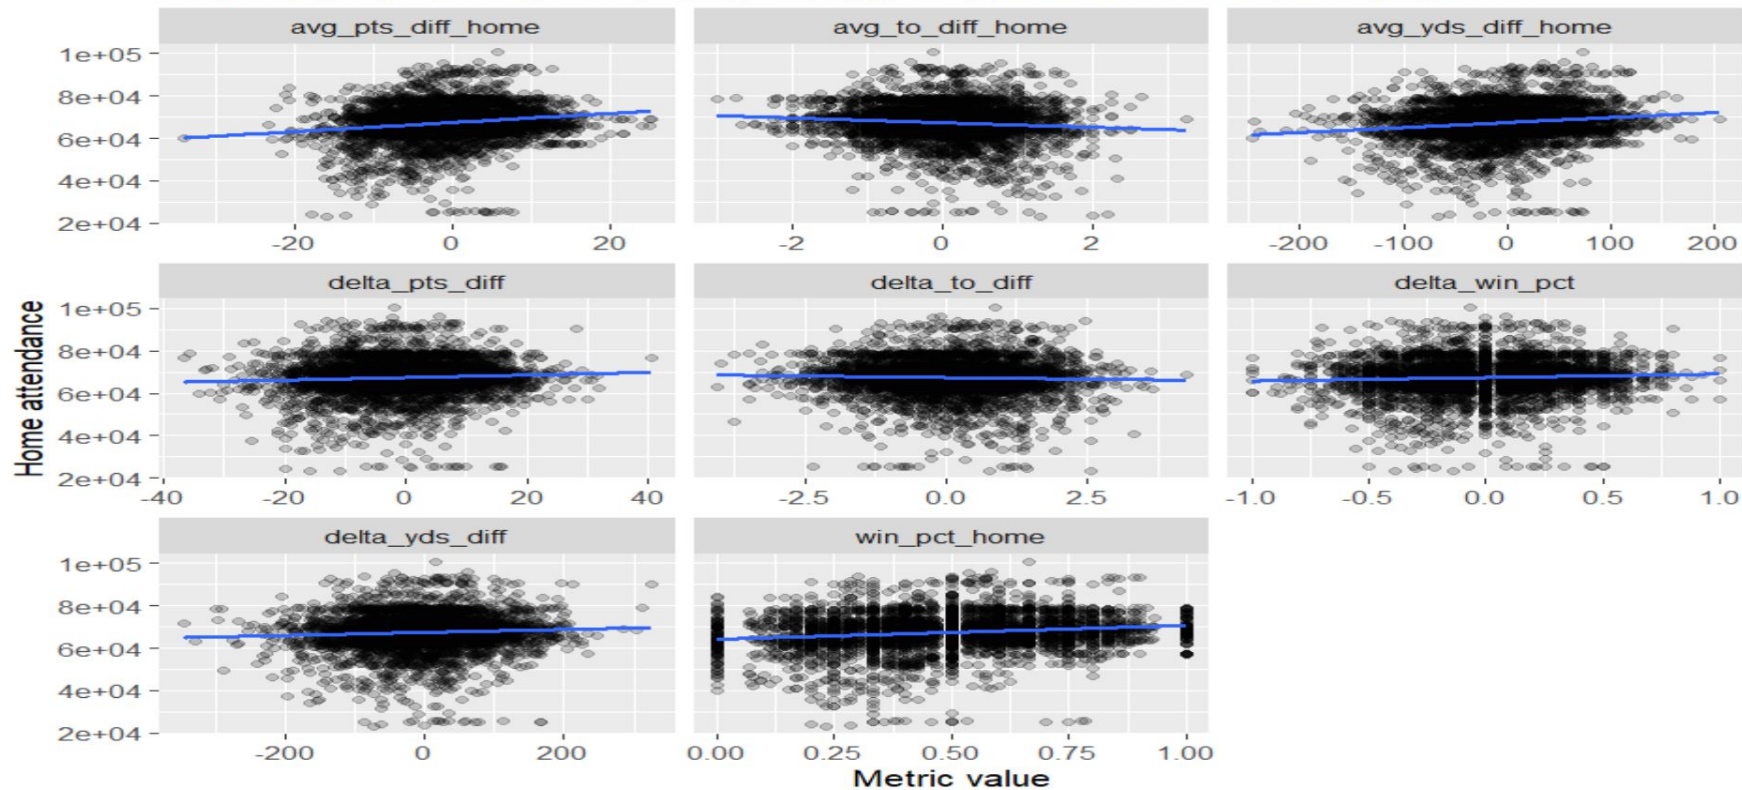 avg_pts_diff_home avg_to_diff_home avg_yds_diff_home
1e+05
8e+04
6e+04
4e+04
2e+04
-20 0 20 -2 0 2 -200 -100 0 100 200
delta_pts_diff delta_to_diff delta_win_pct
1e+05
8e+04
6e+04
4e+04
2e+04
-40 -20 0 20 40 -2.5 0.0 2.5 -1.0 -0.5 0.0 0.5 1.0
Home attendance
delta_yds_diff win_pct_home
1e+05
8e+04
6e+04
4e+04
2e+04
-200 0 200 0.00 0.25 0.50 0.75 1.00
Metric value